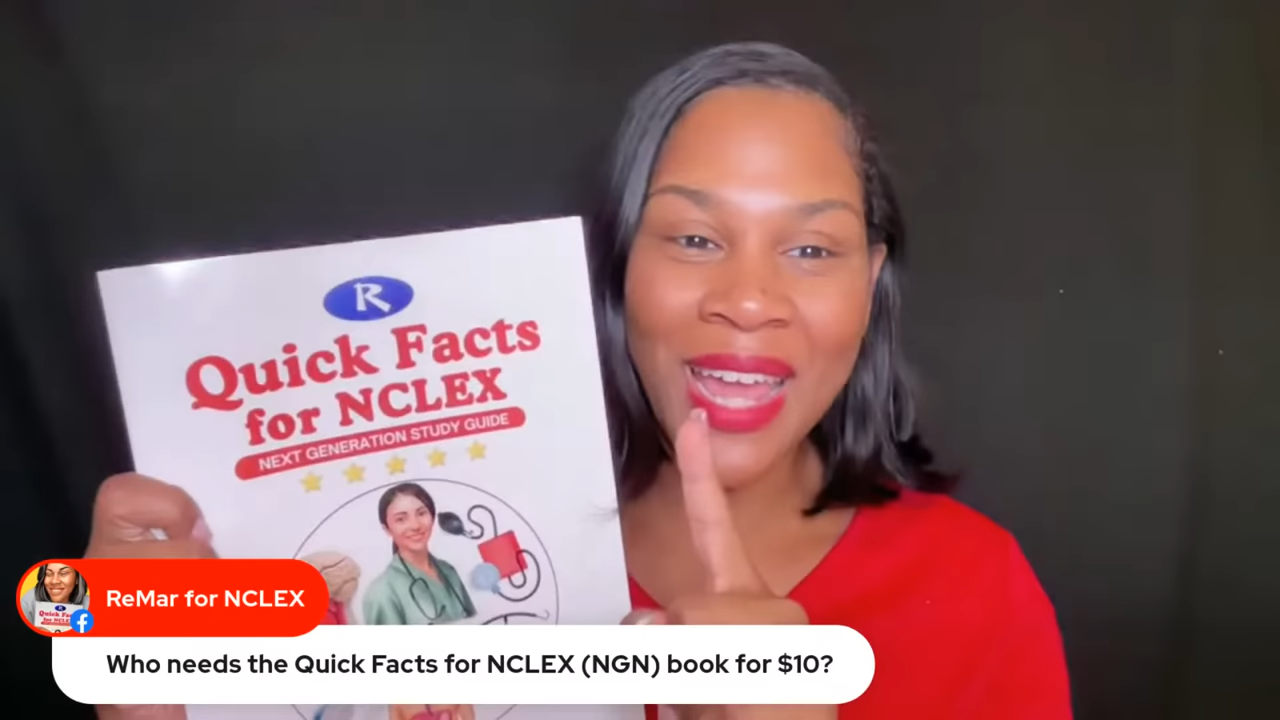 R
Quick Facts
for NCLEX
NEXT GENERATION STUDY GUIDE
ReMar for NCLEX
Who needs the Quick Facts for NCLEX (NGN) book for $10?